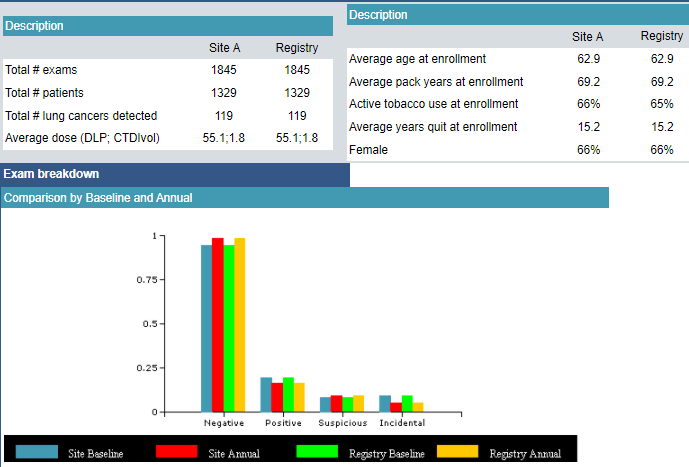 Description
Site A Registry
Total # exams 1845 1845
Total # patients 1329 1329
Total # lung cancers detected 119 119
Average dose (DLP; CTDIvol) 55.1;1.8 55.1;1.8
Description
Site A Registry
Average age at enrollment 62.9 62.9
Average pack years at enrollment 69.2 69.2
Active tobacco use at enrollment 66% 65%
Average years quit at enrollment 15.2 15.2
Female 66% 66%
Exam breakdown
Comparison by Baseline and Annual
1
0.75
0.5
0.25
0
Negative Positive Suspicious Incidental
Site Baseline Site Annual Registry Baseline Registry Annual